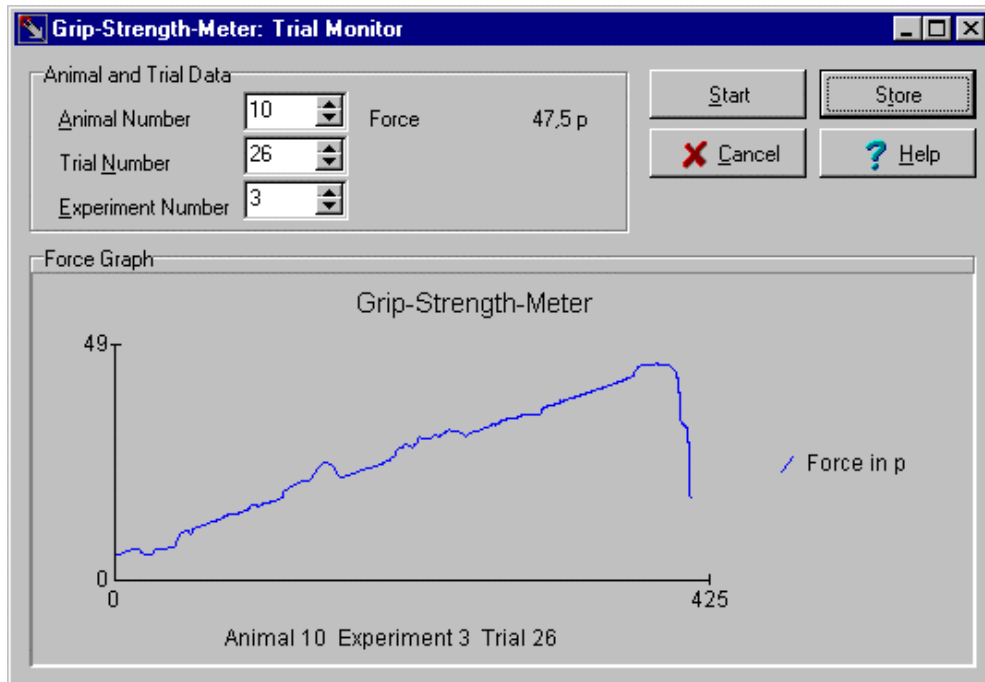 Grip-Strength-Meter: Trial Monitor
Animal and Trial Data
Animal Number 10 Force 47,5 p
Trial Number 26
Experiment Number 3
Start Store
Cancel Help
Force Graph
Grip-Strength-Meter
49
Force in p
0
0 425
Animal 10 Experiment 3 Trial 26